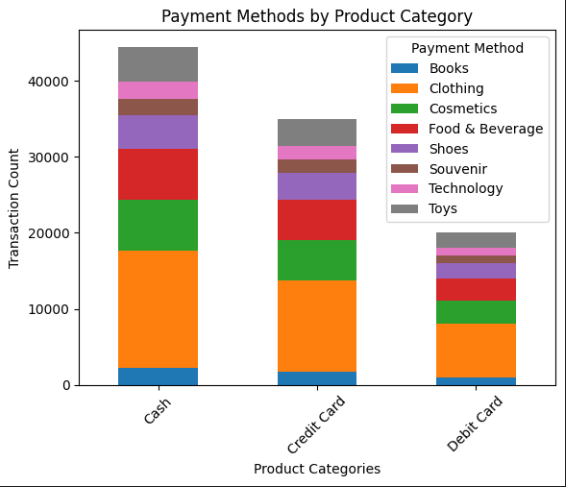 Payment Methods by Product Category
Transaction Count
40000
30000
20000
10000
0
Payment Method
Books
Clothing
Cosmetics
Food & Beverage
Shoes
Souvenir
Technology
Toys
Cash
Credit Card
Debit Card
Product Categories